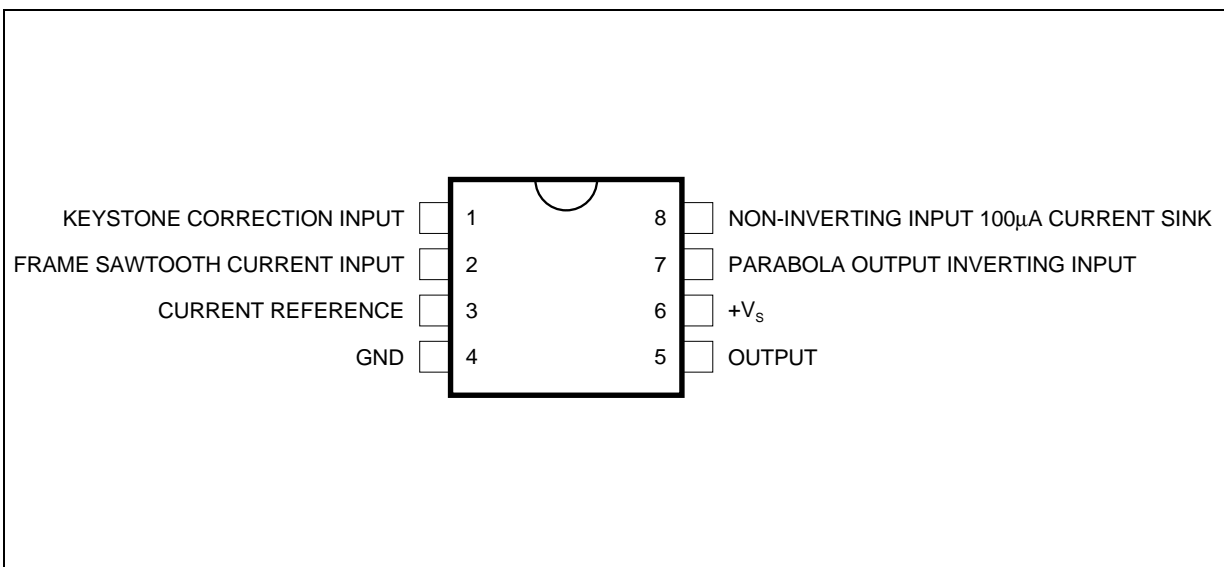 KEYSTONE CORRECTION INPUT 1 8 NON-INVERTING INPUT 100μA CURRENT SINK
FRAME SAWTOOTH CURRENT INPUT 2 7 PARABOLA OUTPUT INVERTING INPUT
CURRENT REFERENCE 3 6 +VS
GND 4 5 OUTPUT